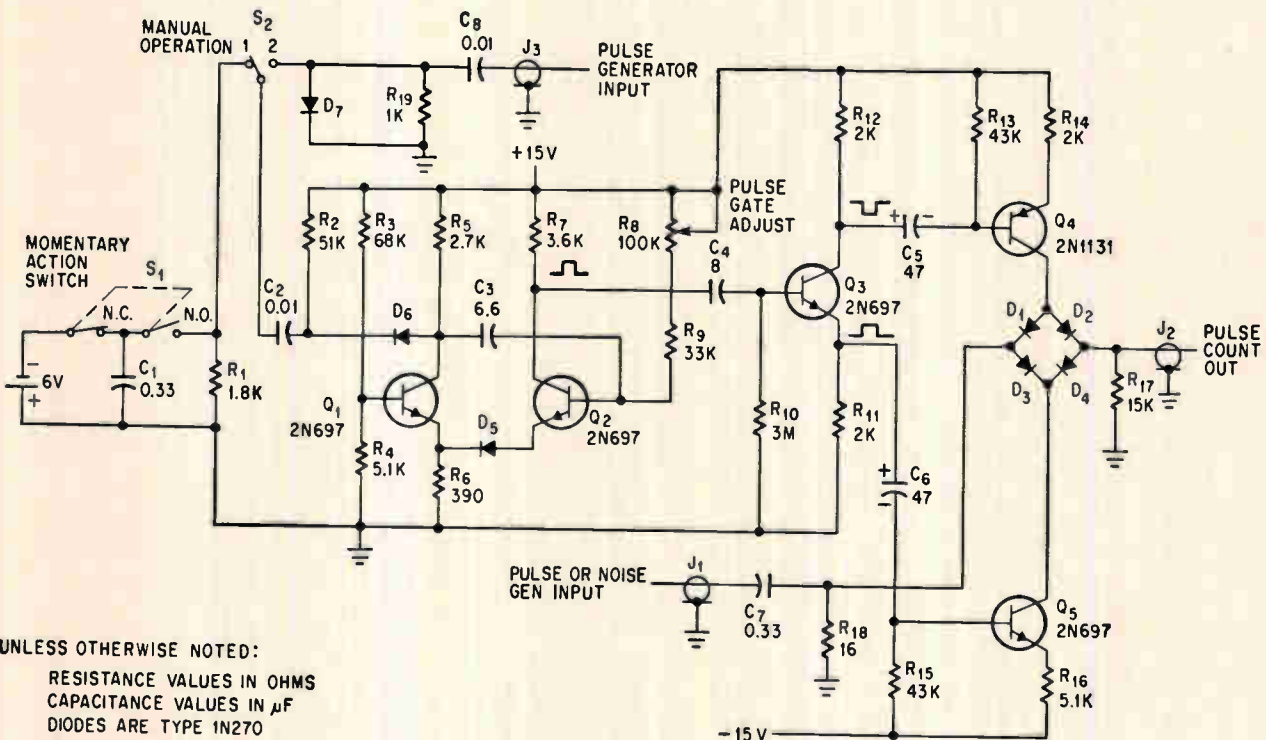 MANUAL
OPERATION
S2
1 2
C8
0.01
J3
PULSE
GENERATOR
INPUT
D7
R19
1K
+15V
R12
2K
R13
43K
R14
2K
PULSE
GATE
ADJUST
R2
51K
R3
68K
R5
2.7K
R7
3.6K
R8
100K
+ -
C5
47
Q4
2N1131
MOMENTARY
ACTION
SWITCH
S1
N.C.
N.O.
C2
0.01
D6
C3
6.6
C4
8
Q3
2N697
R9
33K
D1
D2
J2
PULSE
COUNT
OUT
-
6V
+
C1
0.33
R1
1.8K
D3
D4
R17
15K
Q1
2N697
Q2
2N697
R10
3M
R11
2K
D5
R4
5.1K
R6
390
+
C6
47
-
PULSE OR NOISE
GEN INPUT
J1
C7
0.33
R18
16
Q5
2N697
R15
43K
R16
5.1K
-15V
UNLESS OTHERWISE NOTED:
RESISTANCE VALUES IN OHMS
CAPACITANCE VALUES IN µF
DIODES ARE TYPE 1N270